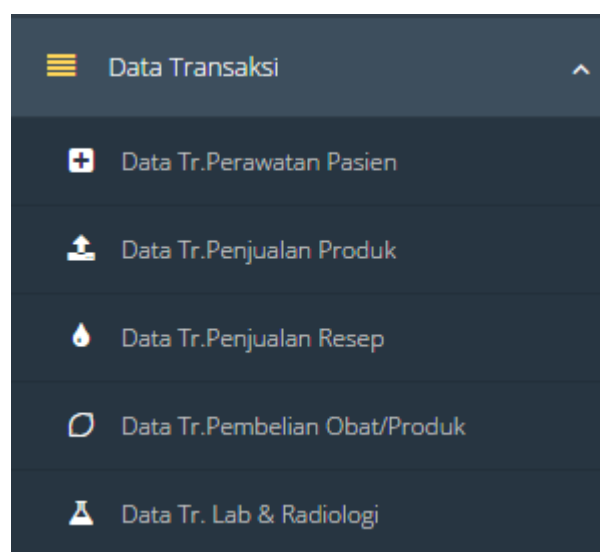 Data Transaksi
Data Tr.Perawatan Pasien
Data Tr.Penjualan Produk
Data Tr.Penjualan Resep
Data Tr.Pembelian Obat/Produk
Data Tr. Lab & Radiologi